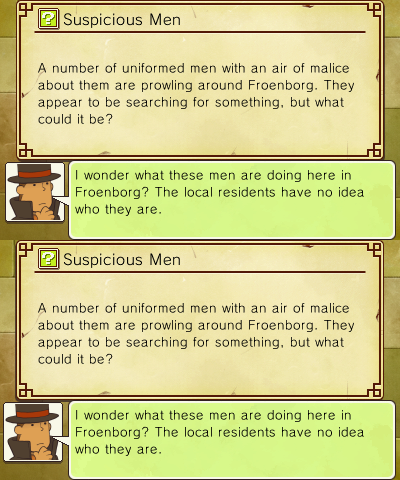 ? Suspicious Men
A number of uniformed men with an air of malice
about them are prowling around Froenborg. They
appear to be searching for something, but what
could it be?
I wonder what these men are doing here in
Froenborg? The local residents have no idea
who they are.
? Suspicious Men
A number of uniformed men with an air of malice
about them are prowling around Froenborg. They
appear to be searching for something, but what
could it be?
I wonder what these men are doing here in
Froenborg? The local residents have no idea
who they are.